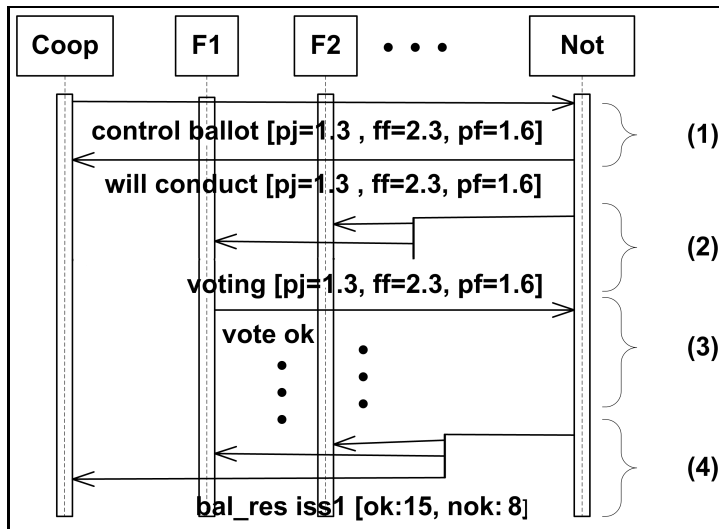 Coop F1 F2 • • • Not
control ballot [pj=1.3 , ff=2.3, pf=1.6] (1)
will conduct [pj=1.3 , ff=2.3, pf=1.6]
(2)
voting [pj=1.3, ff=2.3, pf=1.6]
vote ok (3)
(4)
bal_res iss1 [ok:15, nok: 8]